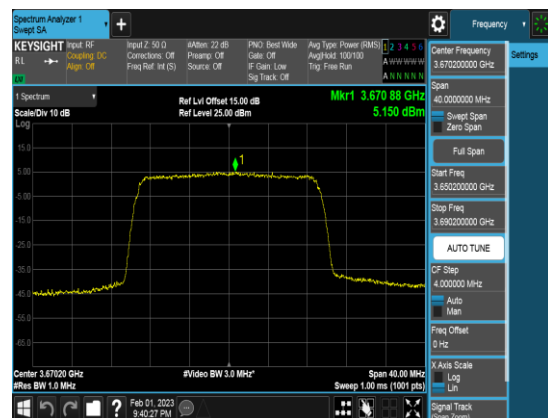 Spectrum Analyzer 1
Swept SA
Frequency
KEYSIGHT
Input: RF
Input Z: 50 Ω
#Atten: 22 dB
PNO: Best Wide
Avg Type: Power (RMS)
1 2 3 4 5 6
RL
Coupling: DC
Corrections: Off
Preamp: Off
Gate: Off
Avg|Hold: 100/100
A W W W W W
Align: Off
Freq Ref: Int (S)
Source: Off
IF Gain: Low
Trig: Free Run
Sig Track: Off
A N N N N N
1 Spectrum
Ref Lvl Offset 15.00 dB
Mkr1 3.670 88 GHz
Scale/Div 10 dB
Ref Level 25.00 dBm
5.150 dBm
Log
15.0
5.00
1
-5.00
-15.0
-25.0
-35.0
-45.0
-55.0
-65.0
Center 3.67020 GHz
#Video BW 3.0 MHz*
Span 40.00 MHz
#Res BW 1.0 MHz
Sweep 1.00 ms (1001 pts)
Feb 01, 2023
9:40:27 PM
Center Frequency
3.670200000 GHz
Settings
Span
40.0000000 MHz
Swept Span
Zero Span
Full Span
Start Freq
3.650200000 GHz
Stop Freq
3.690200000 GHz
AUTO TUNE
CF Step
4.000000 MHz
Auto
Man
Freq Offset
0 Hz
X Axis Scale
Log
Lin
Signal Track
(Span Zoom)